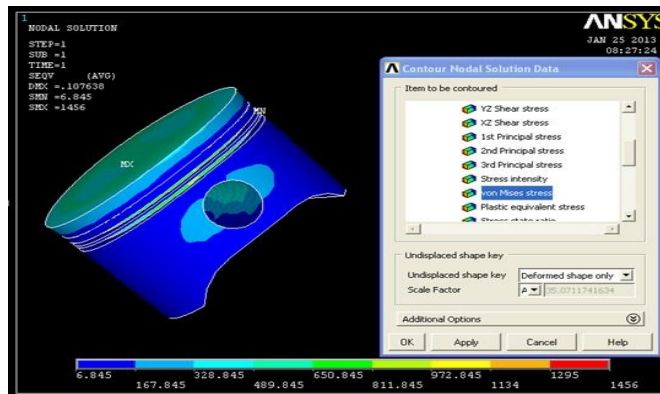 1
NODAL SOLUTION
STEP=1
SUB =1
TIME=1
SEQV (AVG)
DMX =.107638
SMN =6.845
SMX =1456
ANSYS
JAN 25 2013
08:27:24
MX
MN
Contour Nodal Solution Data
Item to be contoured
YZ Shear stress
XZ Shear stress
1st Principal stress
2nd Principal stress
3rd Principal stress
Stress intensity
von Mises stress
Plastic equivalent stress
Stress state ratio
Undisplaced shape key
Undisplaced shape key Deformed shape only
Scale Factor 35.0711741634
Additional Options
OK Apply Cancel Help
6.845 328.845 650.845 972.845 1295
167.845 489.845 811.845 1134 1456